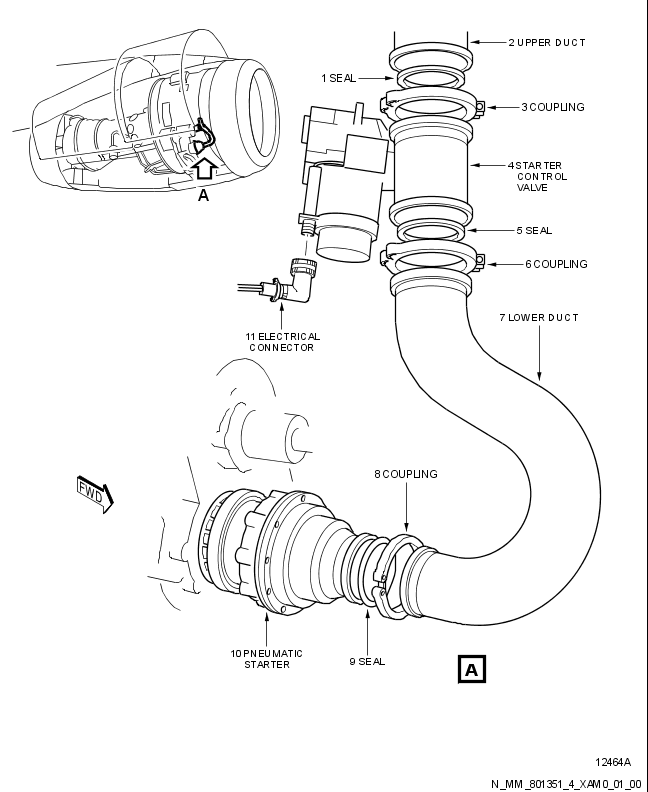 2 UPPER DUCT
1 SEAL
3 COUPLING
4 STARTER
CONTROL
VALVE
A
5 SEAL
6 COUPLING
7 LOWER DUCT
11 ELECTRICAL
CONNECTOR
8 COUPLING
FWD
10 PNEUMATIC
STARTER
9 SEAL
A
12464A
N_MM_801351_4_XAM0_01_00